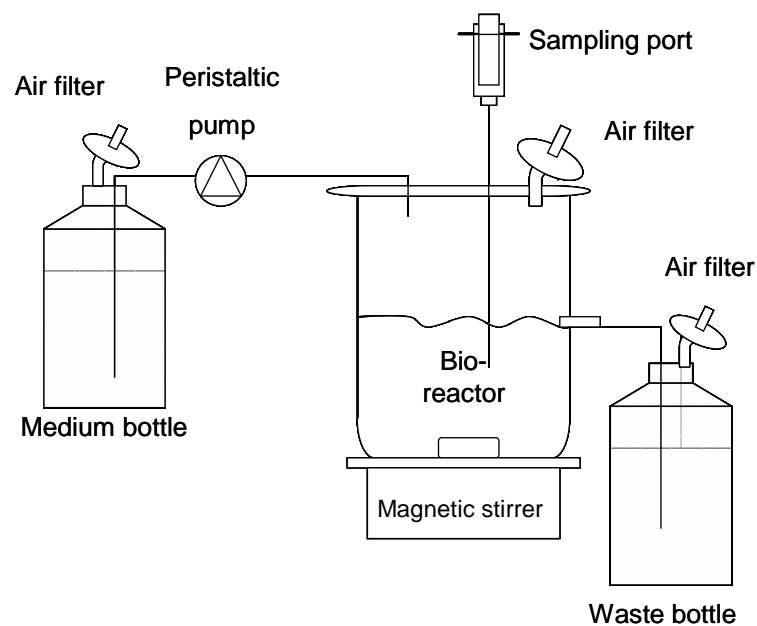 Sampling port
Peristaltic
pump
Air filter
Air filter
Air filter
Bio-
reactor
Medium bottle
Magnetic stirrer
Waste bottle